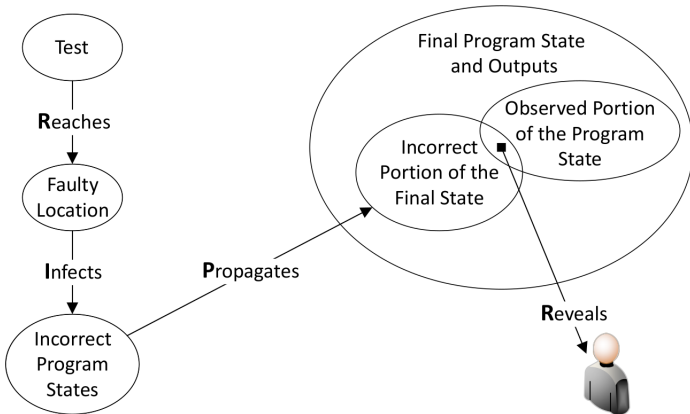 Test
Reaches
Faulty
Location
Infects
Incorrect
Program
States
Propagates
Final Program State
and Outputs
Incorrect
Portion of the
Final State
Observed Portion
of the Program
State
Reveals